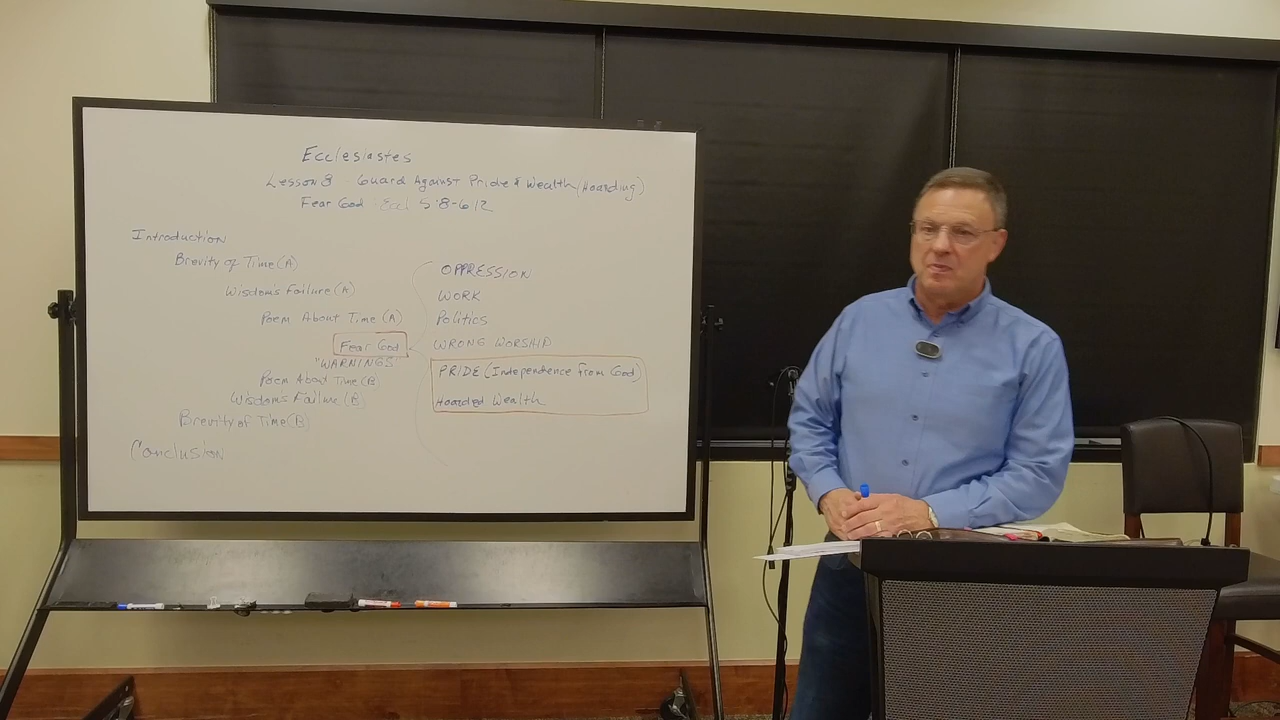 Ecclesiastes
Lesson 8 Guard Against Pride & Wealth (Hoarding)
Fear God Eccl 5:8-6:12
Introduction
Brevity of Time (A)
Wisdom's Failure (A)
Poem About Time (A)
Fear God
"WARNINGS"
Poem About Time (B
Wisdom's Failure (B)
Brevity of Time (B)
Conclusion
OPPRESSION
WORK
Politics
WRONG WORSHIP
PRIDE (Independence From God)
Hoarded Wealth